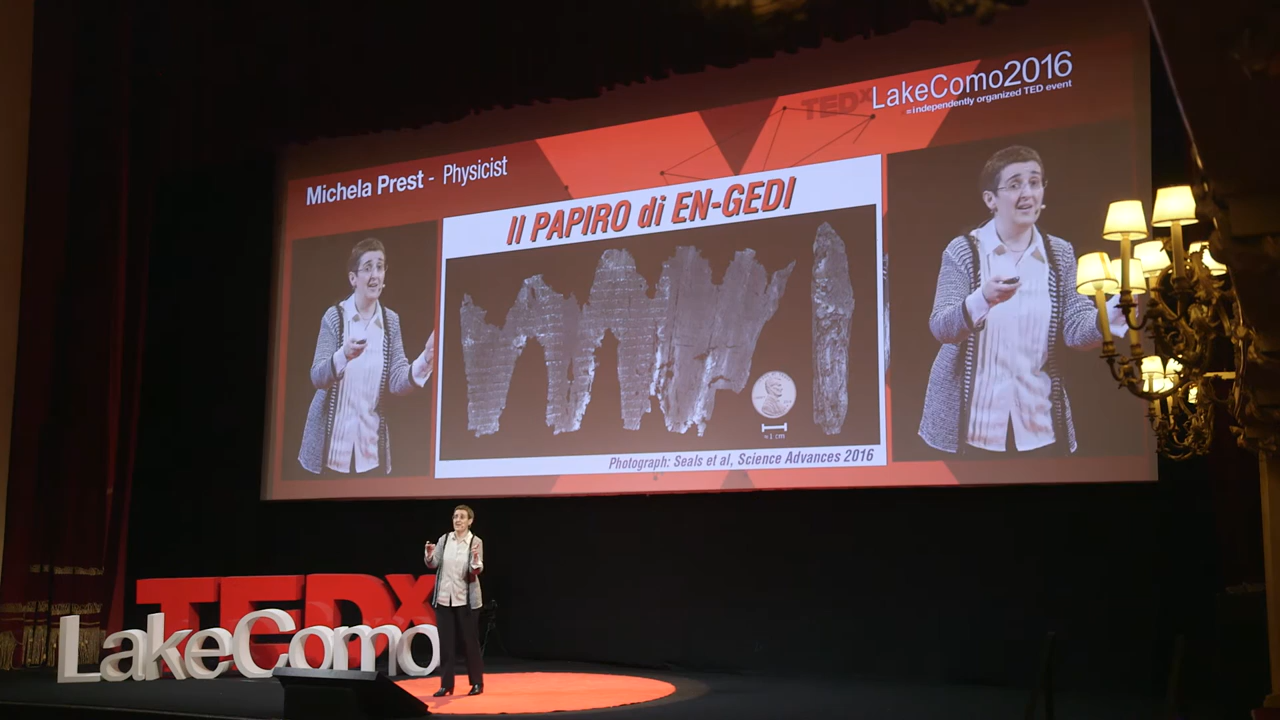 TEDx LakeComo2016
= independently organized TED event
Michela Prest - Physicist
Il PAPIRO di EN-GEDI
≈1 cm
Photograph: Seals et al, Science Advances 2016
TEDx
LakeComo